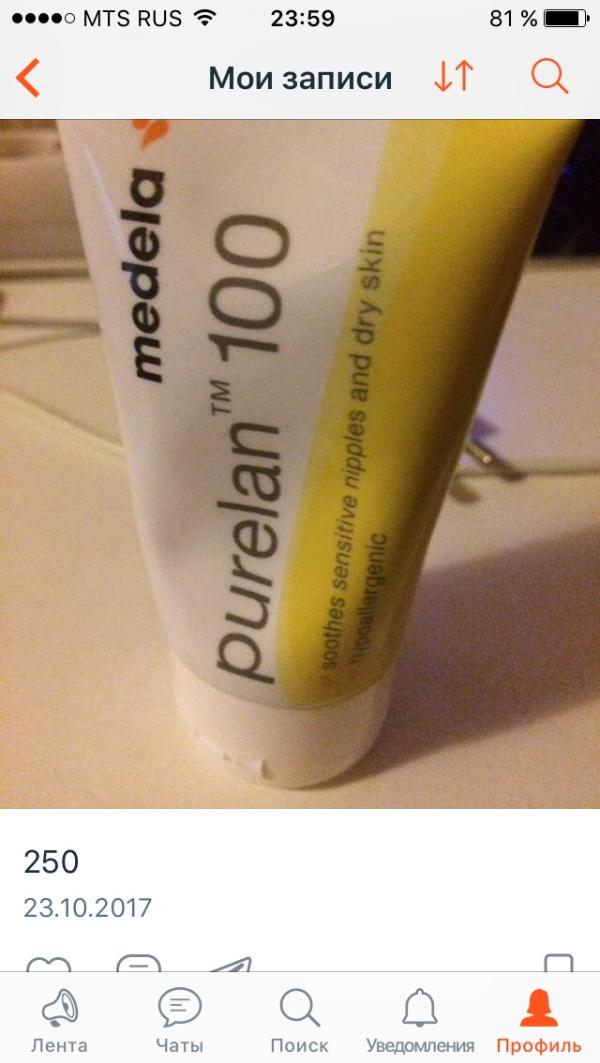 MTS RUS
23:59
81 %
Мои записи
medela
purelan™ 100
soothes sensitive nipples and dry skin
hypoallergenic
250
23.10.2017
Лента
Чаты
Поиск
Уведомления
Профиль